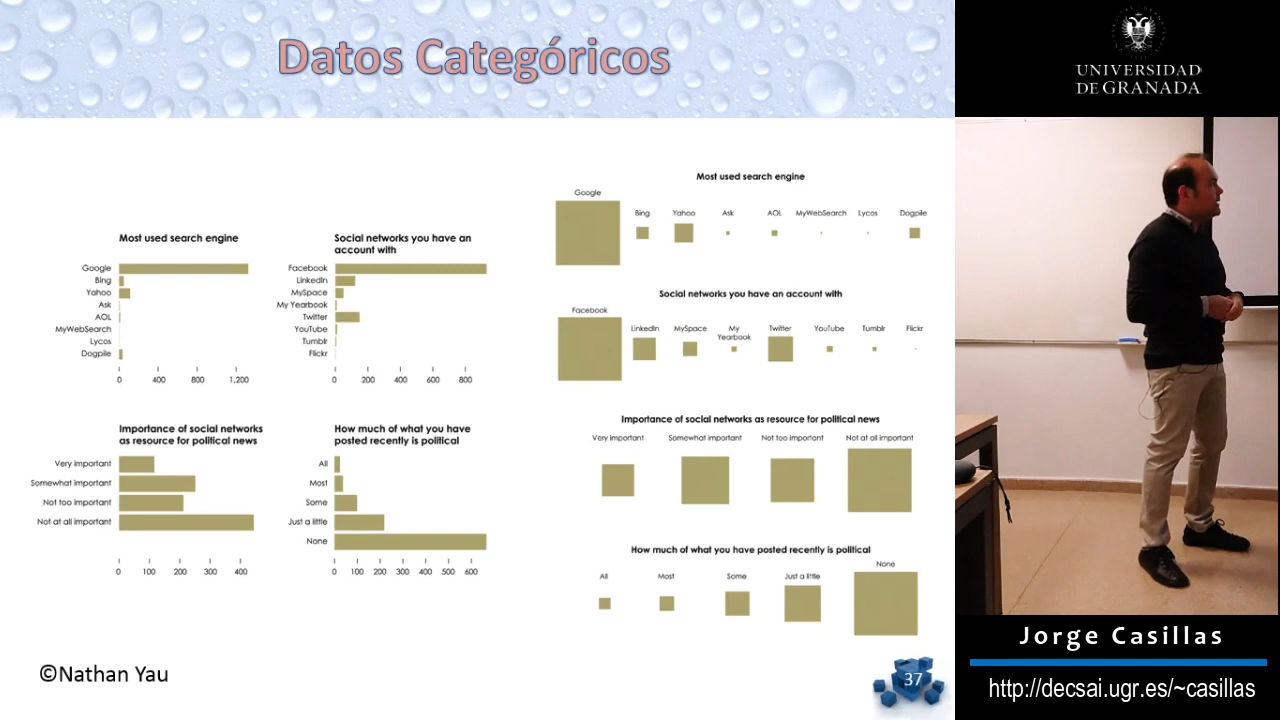 Datos Categóricos
Most used search engine
Google
Bing
Yahoo
Ask
AOL
MyWebSearch
Lycos
Dogpile
0 400 800 1,200
Social networks you have an
account with
Facebook
LinkedIn
MySpace
My Yearbook
Twitter
YouTube
Tumblr
Flickr
0 200 400 600 800
Importance of social networks
as resource for political news
Very important
Somewhat important
Not too important
Not at all important
0 100 200 300 400
How much of what you have
posted recently is political
All
Most
Some
Just a little
None
0 100 200 300 400 500 600
Most used search engine
Google
Bing Yahoo Ask AOL MyWebSearch Lycos Dogpile
Social networks you have an account with
Facebook
LinkedIn MySpace My Twitter YouTube Tumblr Flickr
Yearbook
Importance of social networks as resource for political news
Very important Somewhat important Not too important Not at all important
How much of what you have posted recently is political
None
All Most Some Just a little
©Nathan Yau
37
UNIVERSIDAD
DE GRANADA
Jorge Casillas
http://decsai.ugr.es/~casillas